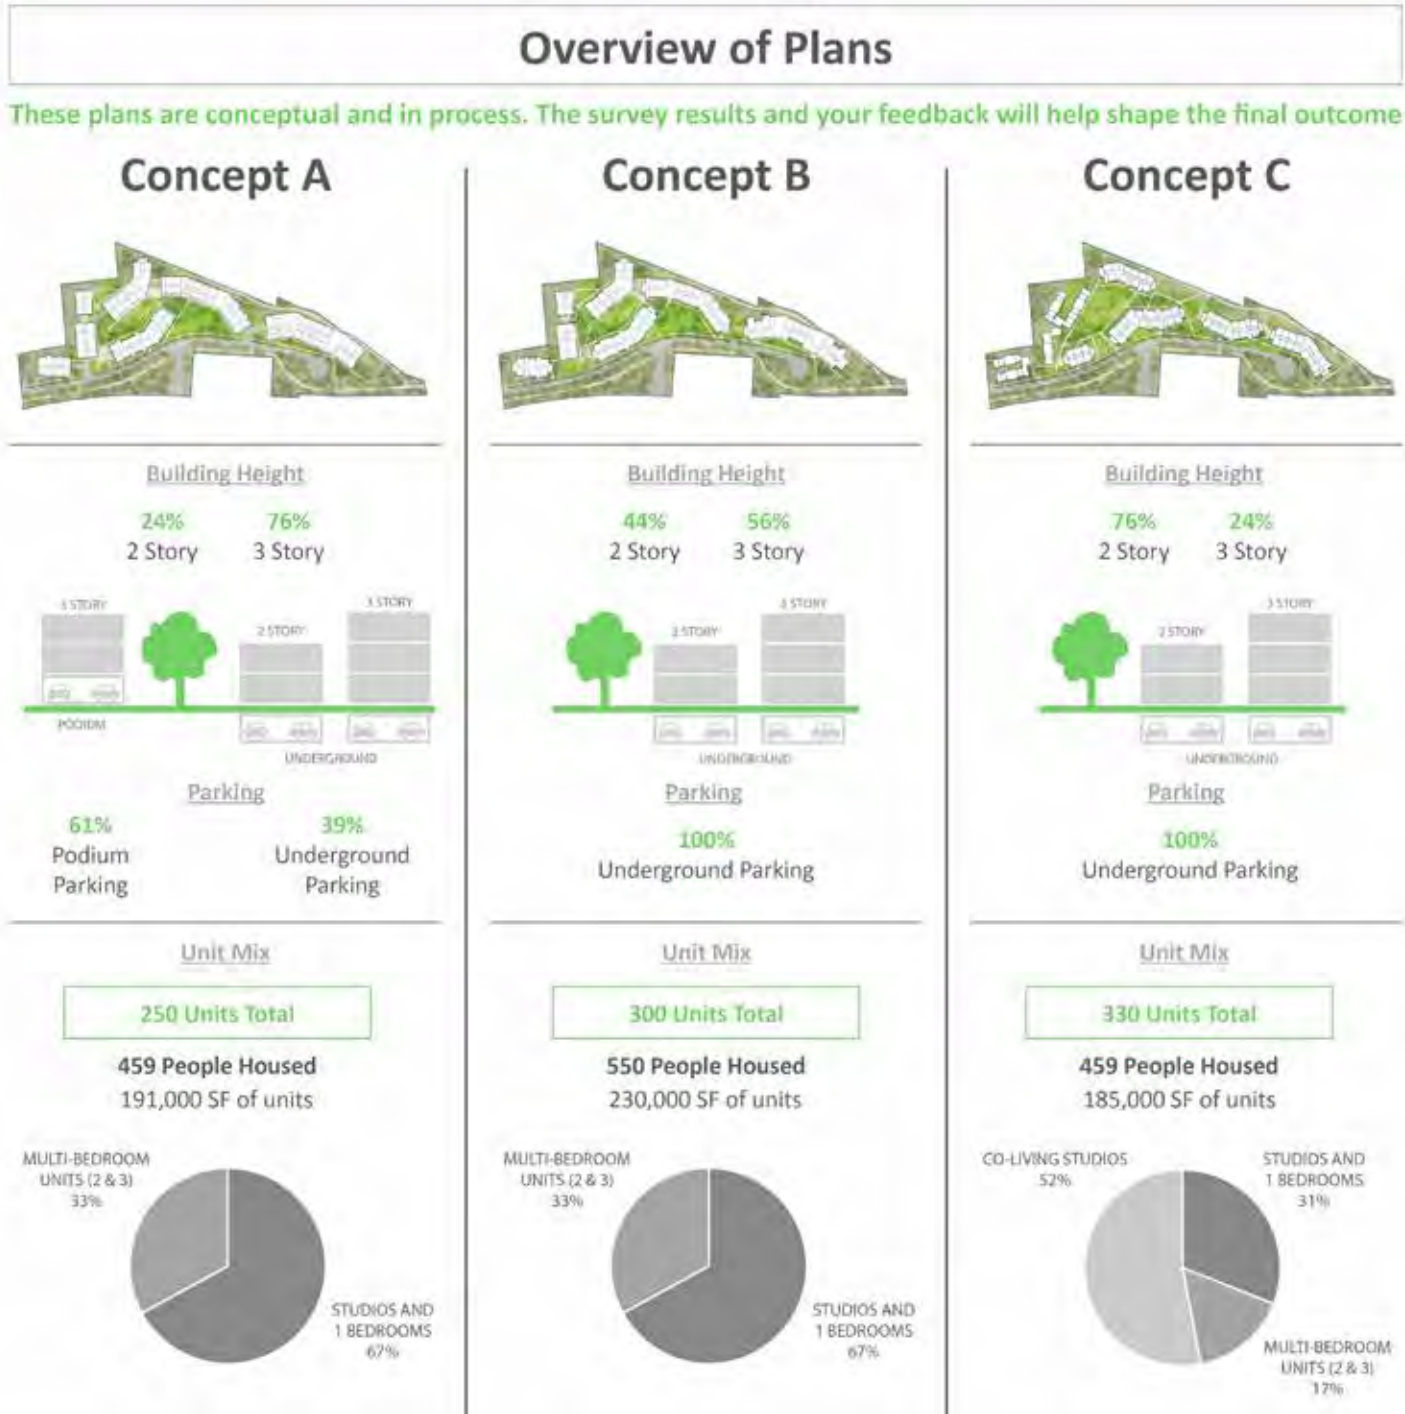 Overview of Plans
These plans are conceptual and in process. The survey results and your feedback will help shape the final outcome
Concept A
Building Height
24%
76%
2 Story
3 Story
3 STORY
2 STORY
3 STORY
PODIUM
UNDERGROUND
Parking
61%
39%
Podium
Parking
Underground
Parking
Unit Mix
250 Units Total
459 People Housed
191,000 SF of units
MULTI-BEDROOM
UNITS (2 & 3)
33%
STUDIOS AND
1 BEDROOMS
67%
Concept B
Building Height
44%
56%
2 Story
3 Story
2 STORY
3 STORY
UNDERGROUND
Parking
100%
Underground Parking
Unit Mix
300 Units Total
550 People Housed
230,000 SF of units
MULTI-BEDROOM
UNITS (2 & 3)
33%
STUDIOS AND
1 BEDROOMS
67%
Concept C
Building Height
76%
24%
2 Story
3 Story
2 STORY
3 STORY
UNDERGROUND
Parking
100%
Underground Parking
Unit Mix
330 Units Total
459 People Housed
185,000 SF of units
CO-LIVING STUDIOS
52%
STUDIOS AND
1 BEDROOMS
31%
MULTI-BEDROOM
UNITS (2 & 3)
17%